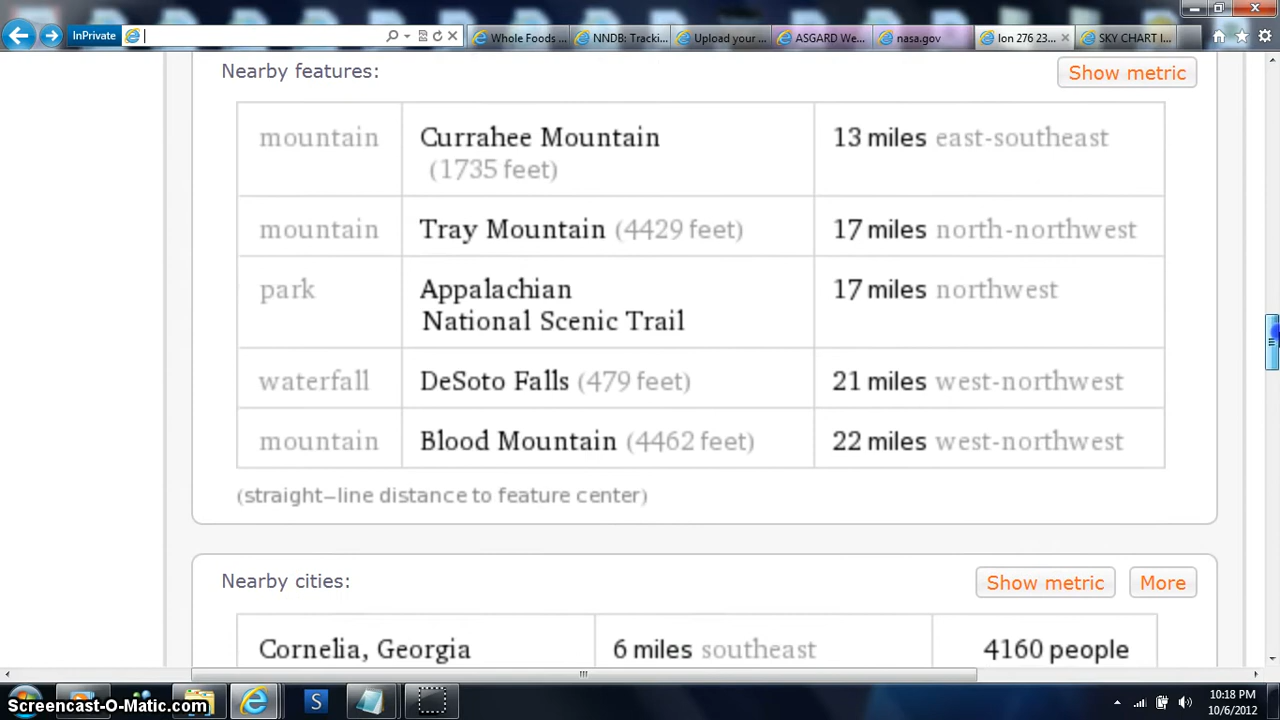 InPrivate
Whole Foods ...
NNDB: Tracki...
Upload your ...
ASGARD We...
nasa.gov
lon 276 23...
SKY CHART I...
Nearby features:
Show metric
mountain Currahee Mountain 13 miles east-southeast
(1735 feet)
mountain Tray Mountain (4429 feet) 17 miles north-northwest
park Appalachian 17 miles northwest
National Scenic Trail
waterfall DeSoto Falls (479 feet) 21 miles west-northwest
mountain Blood Mountain (4462 feet) 22 miles west-northwest
(straight–line distance to feature center)
Nearby cities:
Show metric
More
Cornelia, Georgia 6 miles southeast 4160 people
S
10:18 PM
10/6/2012
Screencast-O-Matic.com